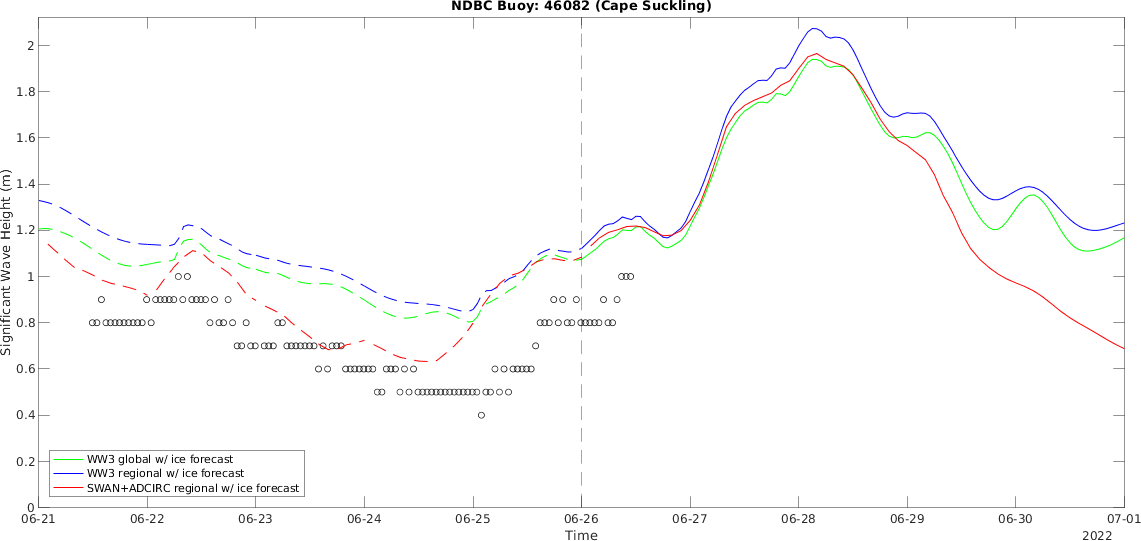 NDBC Buoy: 46082 (Cape Suckling)
Significant Wave Height (m)
2
1.8
1.6
1.4
1.2
1
0.8
0.6
0.4
0.2
0
WW3 global w/ ice forecast
WW3 regional w/ ice forecast
SWAN+ADCIRC regional w/ ice forecast
06-21 06-22 06-23 06-24 06-25 06-26 06-27 06-28 06-29 06-30 07-01
Time
2022